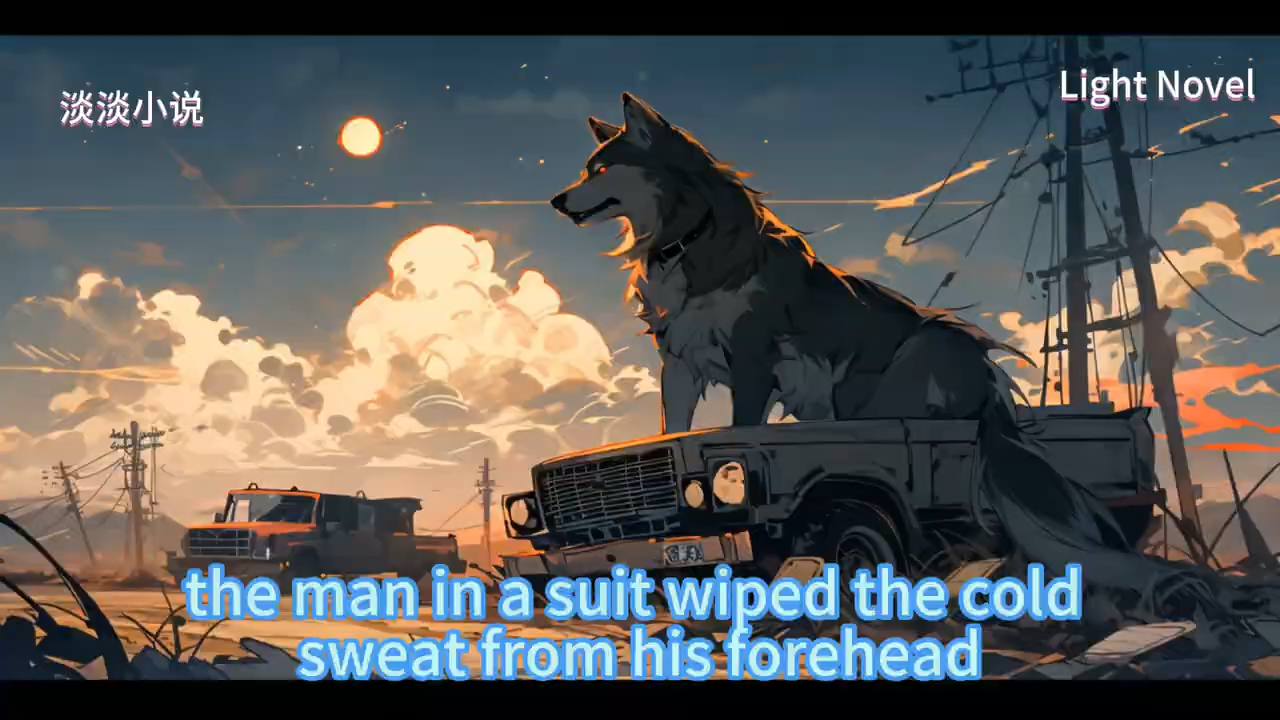 淡淡小说
Light Novel
the man in a suit wiped the cold
sweat from his forehead